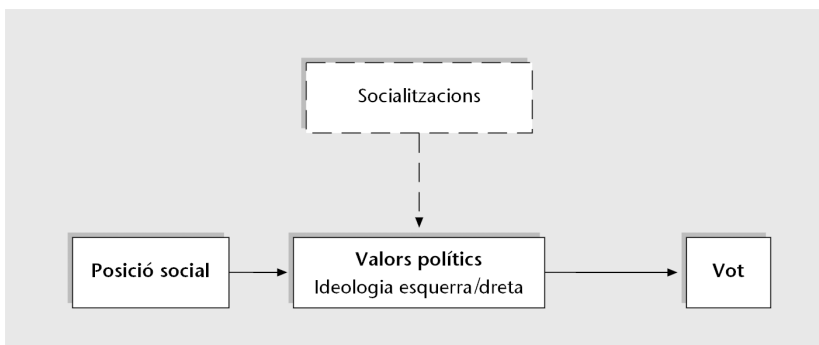 Socialitzacions
Posició social
Valors polítics
Ideologia esquerra/dreta
Vot